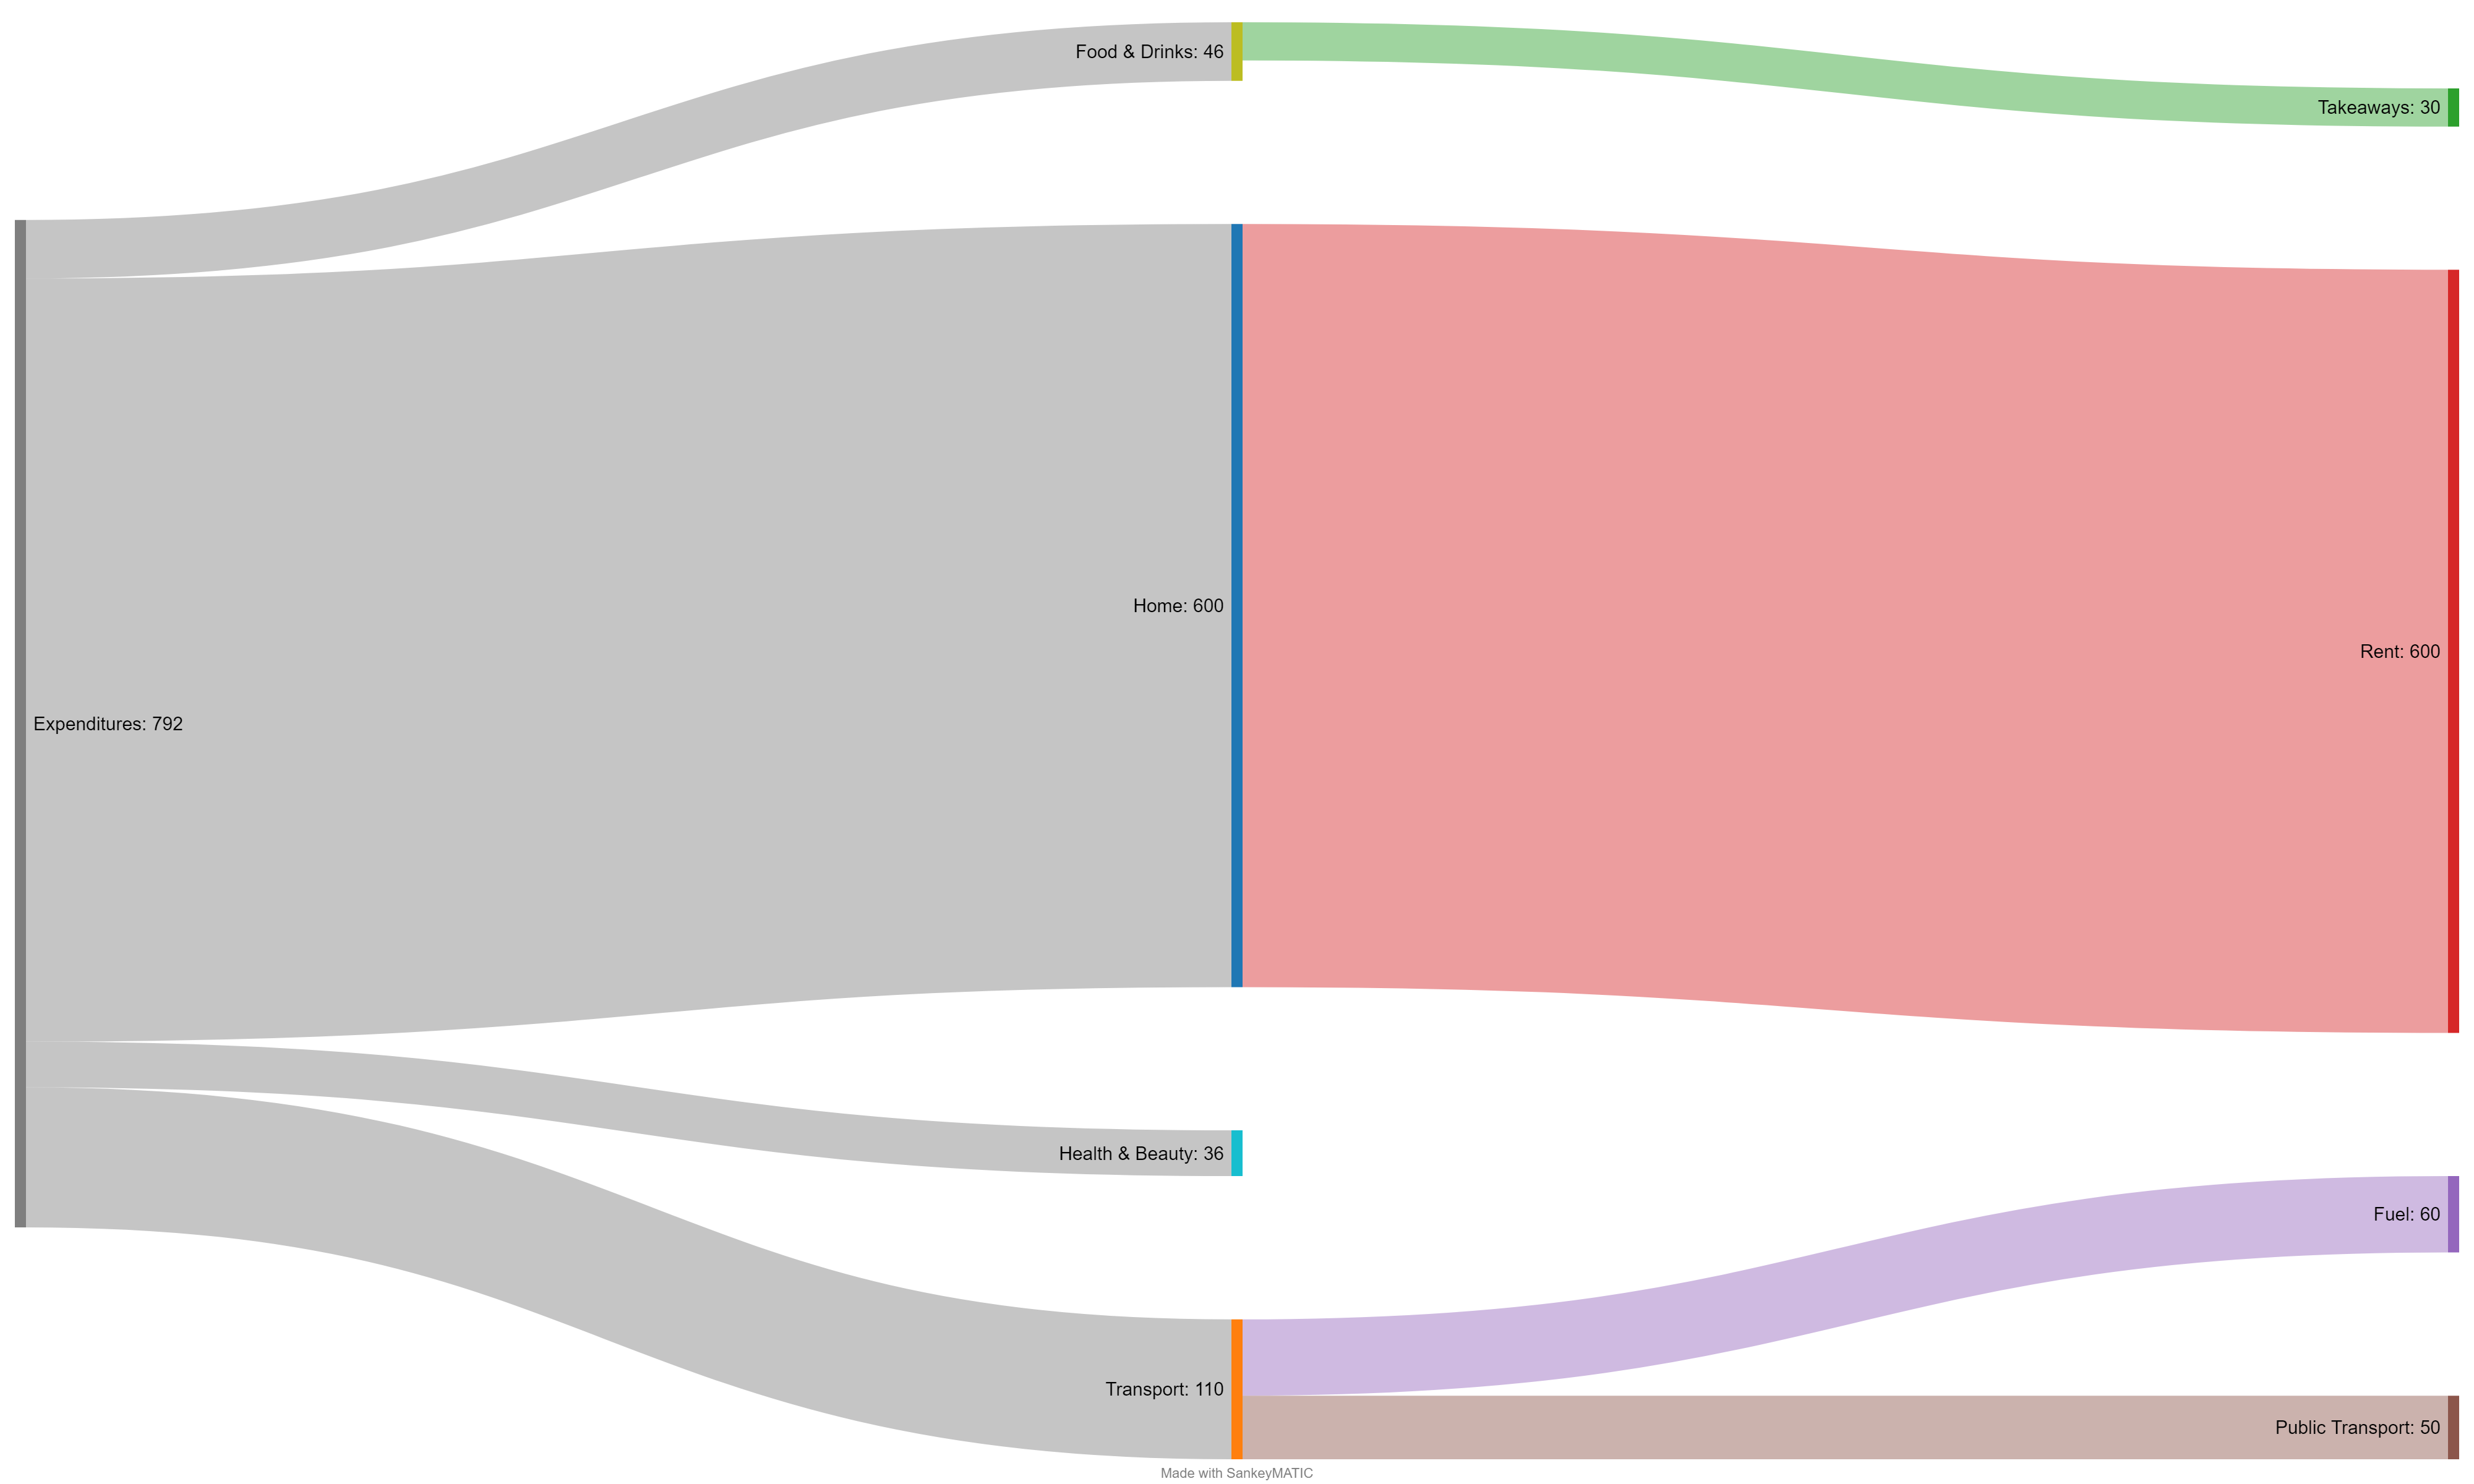 Food & Drinks: 46
Takeaways: 30
Home: 600
Rent: 600
Expenditures: 792
Health & Beauty: 36
Fuel: 60
Transport: 110
Public Transport: 50
Made with SankeyMATIC